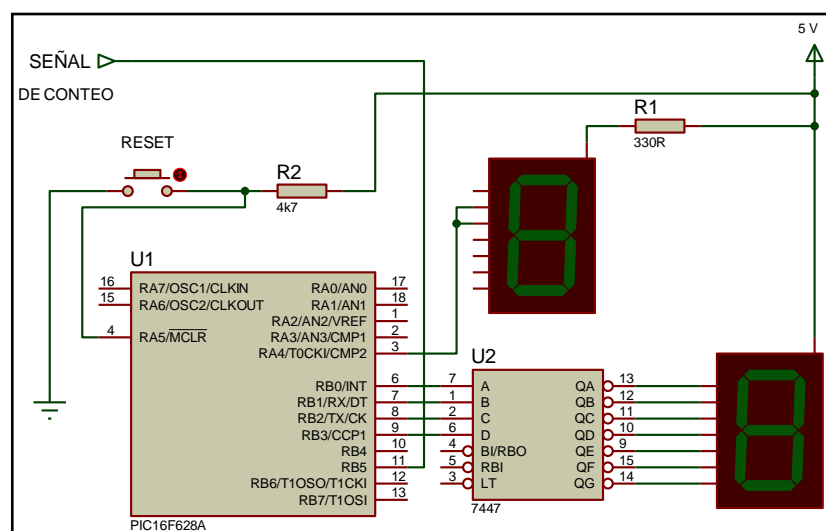 5 V
SEÑAL
DE CONTEO
R1
330R
RESET
R2
4k7
U1
16 RA7/OSC1/CLKIN RA0/AN0 17
15 RA6/OSC2/CLKOUT RA1/AN1 18
RA2/AN2/VREF 1
4 RA5/MCLR RA3/AN3/CMP1 2
RA4/T0CKI/CMP2 3
RB0/INT 6
RB1/RX/DT 7
RB2/TX/CK 8
RB3/CCP1 9
RB4 10
RB5 11
RB6/T1OSO/T1CKI 12
RB7/T1OSI 13
PIC16F628A
U2
7 A QA 13
1 B QB 12
2 C QC 11
6 D QD 10
4 BI/RBO QE 9
5 RBI QF 15
3 LT QG 14
7447